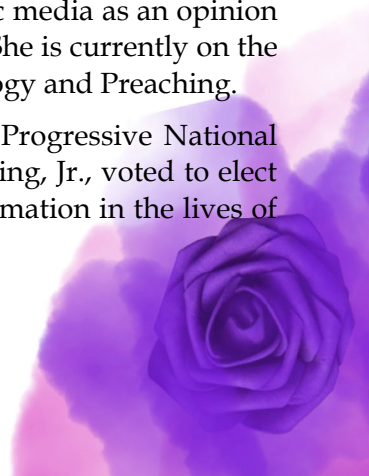 media as an opinion
She is currently on the
ogy and Preaching.
Progressive National
ing, Jr., voted to elect
mation in the lives of